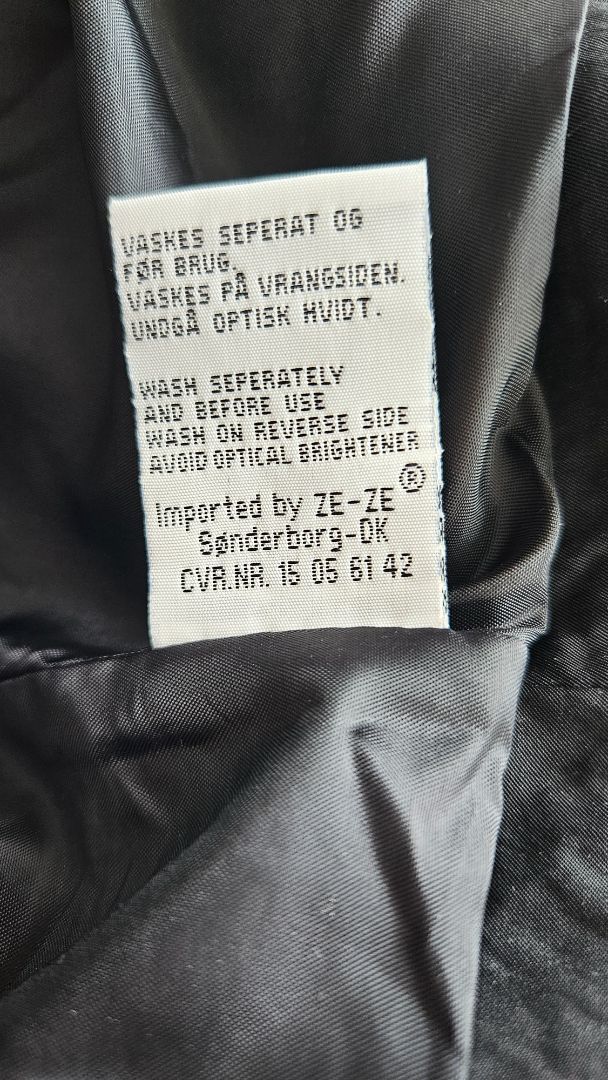 VASKES SEPERAT OG
FØR BRUG.
VASKES PÅ VRANGSIDEN.
UNDGÅ OPTISK HVIDT.
WASH SEPERATELY
AND BEFORE USE
WASH ON REVERSE SIDE
AVOID OPTICAL BRIGHTENER
Imported by ZE-ZE®
Sønderborg-DK
CVR.NR. 15 05 61 42